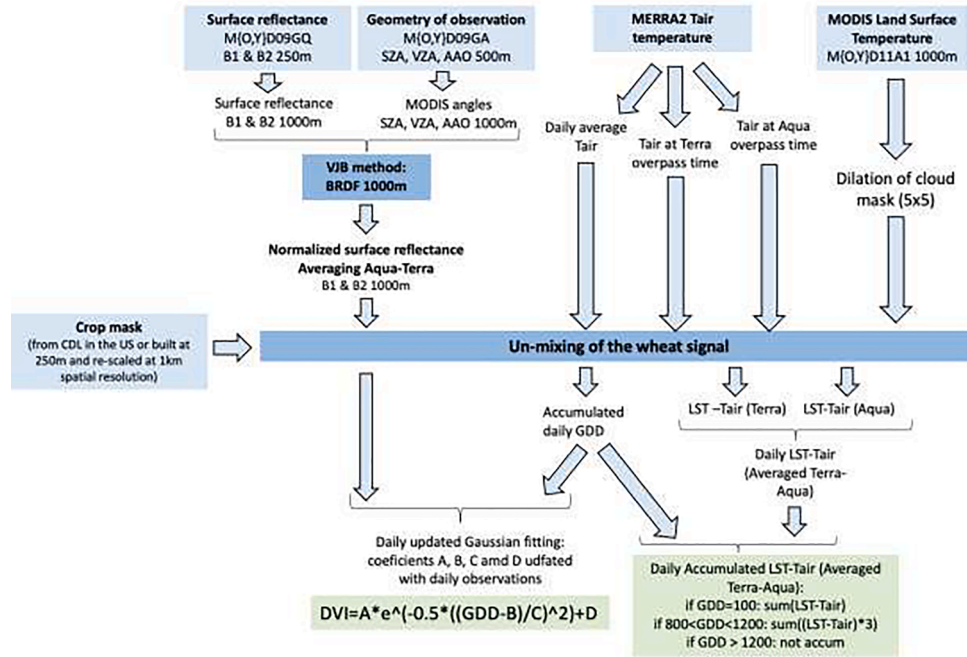 Surface reflectance
M{O,Y}D09GQ
B1 & B2 250m
Geometry of observation
M{O,Y}D09GA
SZA, VZA, AAO 500m
MERRA2 Tair
temperature
MODIS Land Surface
Temperature
M{O,Y}D11A1 1000m
Surface reflectance
B1 & B2 1000m
MODIS angles
SZA, VZA, AAO 1000m
Daily average
Tair
Tair at Terra
overpass time
Tair at Aqua
overpass time
VJB method:
BRDF 1000m
Dilation of cloud
mask (5x5)
Normalized surface reflectance
Averaging Aqua-Terra
B1 & B2 1000m
Crop mask
(from CDL in the US or built at
250m and re-scaled at 1km
spatial resolution)
Un-mixing of the wheat signal
Accumulated
daily GDD
LST –Tair (Terra)
LST-Tair (Aqua)
Daily LST-Tair
(Averaged Terra-
Aqua)
Daily updated Gaussian fitting:
coeficients A, B, C amd D udfated
with daily observations
DVI=A*e^(-0.5*((GDD-B)/C)^2)+D
Daily Accumulated LST-Tair (Averaged
Terra-Aqua):
if GDD=100: sum(LST-Tair)
if 800<GDD<1200: sum((LST-Tair)*3)
if GDD > 1200: not accum